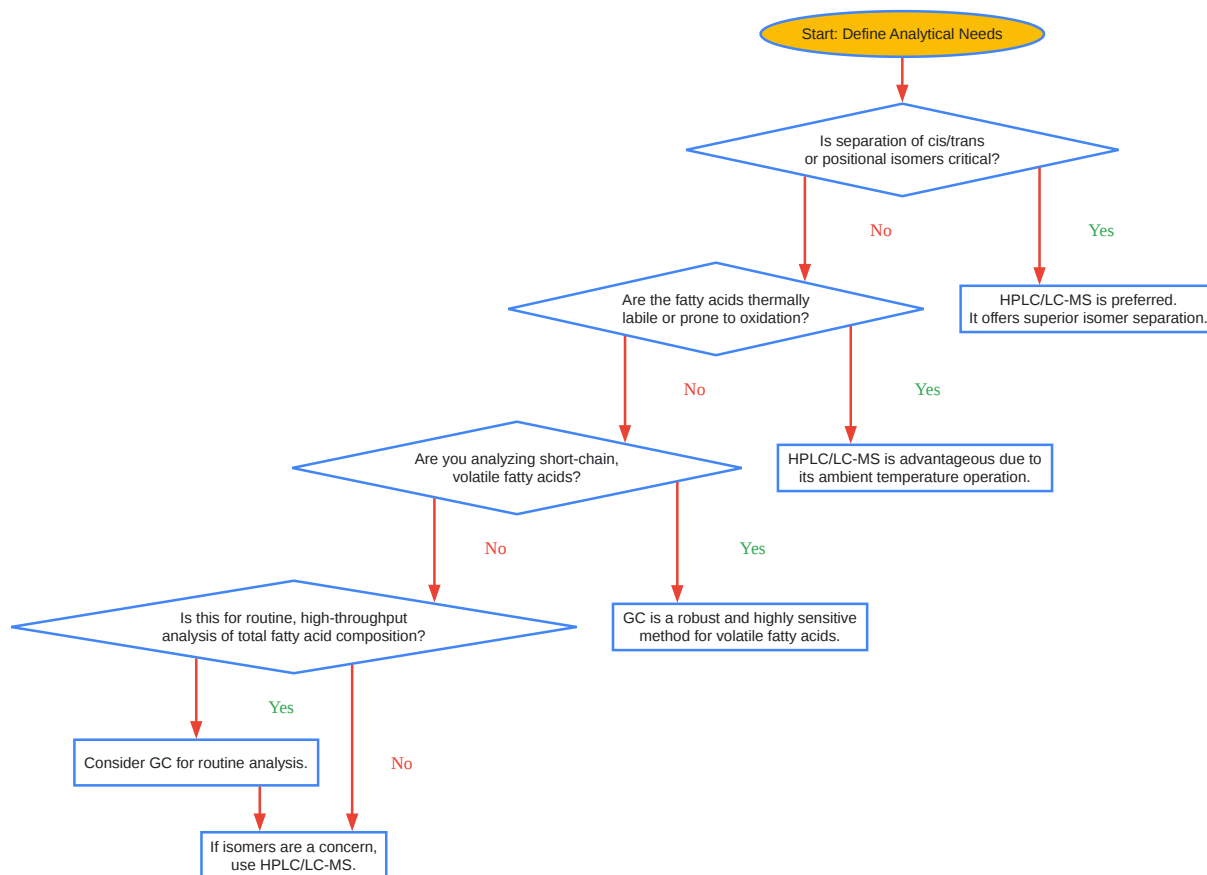 Start: Define Analytical Needs
Is separation of cis/trans
or positional isomers critical?
No
Yes
Are the fatty acids thermally
labile or prone to oxidation?
HPLC/LC-MS is preferred.
It offers superior isomer separation.
No
Yes
Are you analyzing short-chain,
volatile fatty acids?
HPLC/LC-MS is advantageous due to
its ambient temperature operation.
No
Yes
Is this for routine, high-throughput
analysis of total fatty acid composition?
GC is a robust and highly sensitive
method for volatile fatty acids.
Yes
Consider GC for routine analysis.
No
If isomers are a concern,
use HPLC/LC-MS.